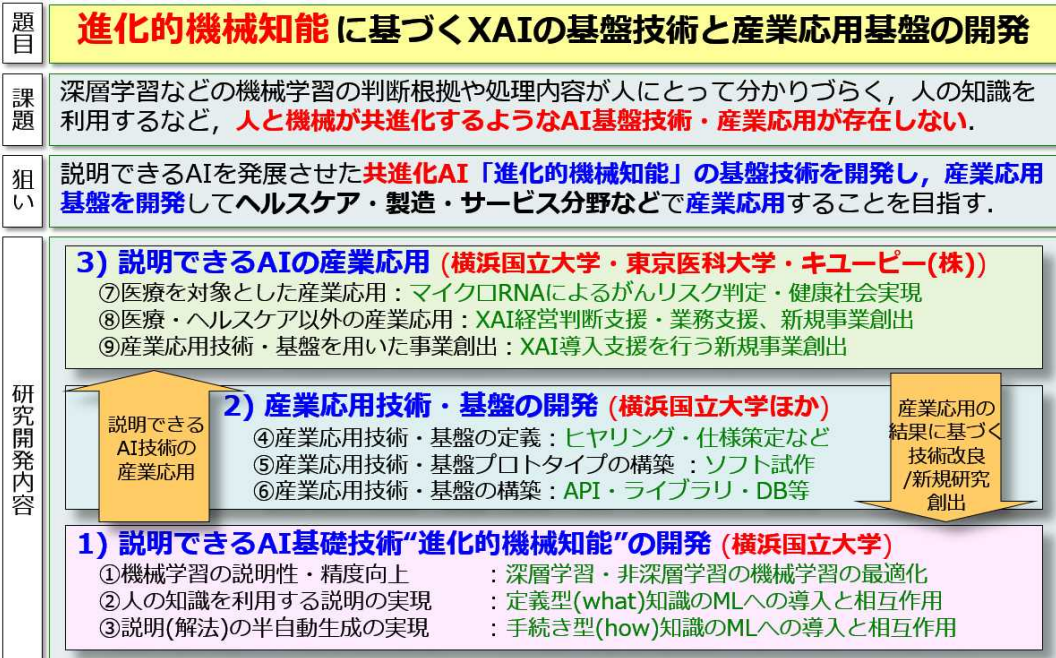 題目
進化的機械知能に基づくXAIの基盤技術と産業応用基盤の開発
課題
深層学習などの機械学習の判断根拠や処理内容が人にとって分かりづらく，人の知識を
利用するなど，人と機械が共進化するようなAI基盤技術・産業応用が存在しない．
狙い
説明できるAIを発展させた共進化AI「進化的機械知能」の基盤技術を開発し，産業応用
基盤を開発してヘルスケア・製造・サービス分野などで産業応用することを目指す．
研究開発内容
3) 説明できるAIの産業応用 (横浜国立大学・東京医科大学・キユーピー(株))
⑦医療を対象とした産業応用：マイクロRNAによるがんリスク判定・健康社会実現
⑧医療・ヘルスケア以外の産業応用：XAI経営判断支援・業務支援、新規事業創出
⑨産業応用技術・基盤を用いた事業創出：XAI導入支援を行う新規事業創出
説明できる
AI技術の
産業応用
2) 産業応用技術・基盤の開発 (横浜国立大学ほか)
④産業応用技術・基盤の定義：ヒヤリング・仕様策定など
⑤産業応用技術・基盤プロトタイプの構築 ：ソフト試作
⑥産業応用技術・基盤の構築：API・ライブラリ・DB等
産業応用の
結果に基づく
技術改良
/新規研究
創出
1) 説明できるAI基礎技術“進化的機械知能”の開発 (横浜国立大学)
①機械学習の説明性・精度向上 ：深層学習・非深層学習の機械学習の最適化
②人の知識を利用する説明の実現 ：定義型(what)知識のMLへの導入と相互作用
③説明(解法)の半自動生成の実現 ：手続き型(how)知識のMLへの導入と相互作用